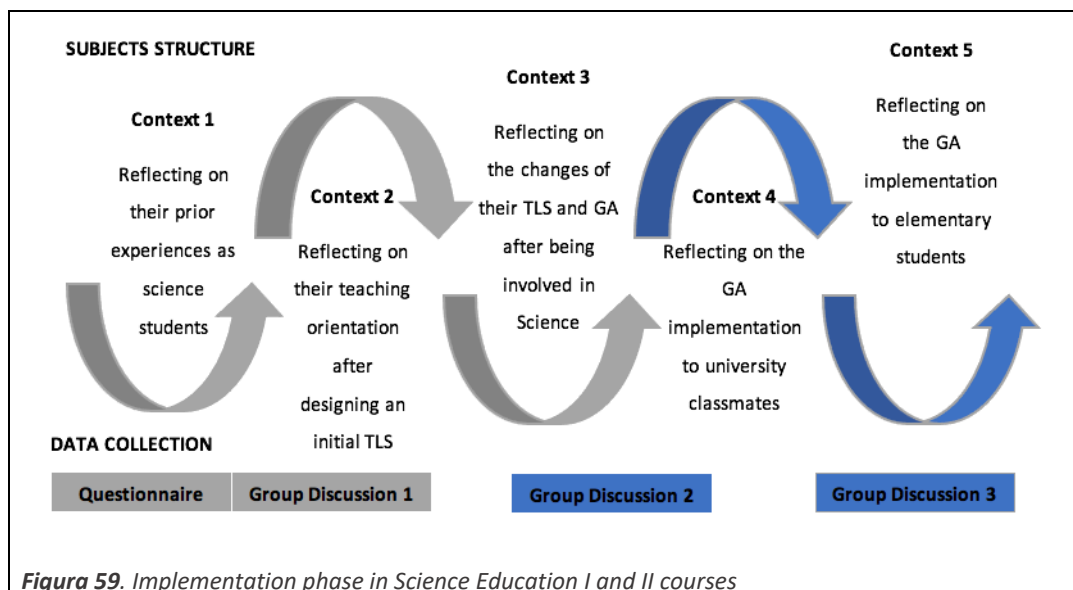 SUBJECTS STRUCTURE
Context 1
Reflecting on
their prior
experiences as
science
students
Context 2
Reflecting on
their teaching
orientation
after
designing an
initial TLS
Context 3
Reflecting on
the changes of
their TLS and GA
after being
involved in
Science
Context 4
Reflecting on the
GA
implementation
to university
classmates
Context 5
Reflecting on
the GA
implementation
to elementary
students
DATA COLLECTION
Questionnaire
Group Discussion 1
Group Discussion 2
Group Discussion 3
Figura 59. Implementation phase in Science Education I and II courses